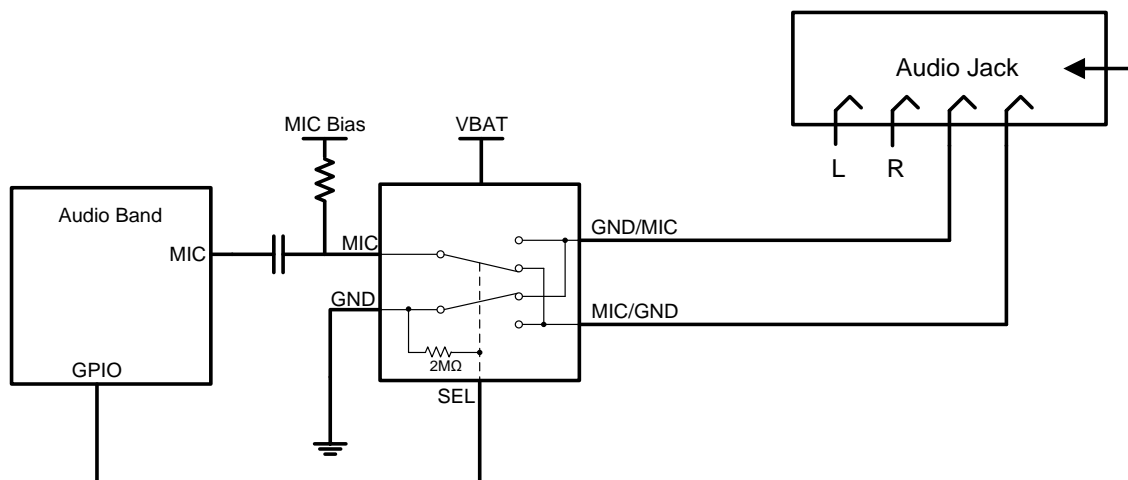 Audio Jack
L
R
MIC Bias
VBAT
Audio Band
MIC
MIC
GND
GND/MIC
MIC/GND
2MΩ
GPIO
SEL